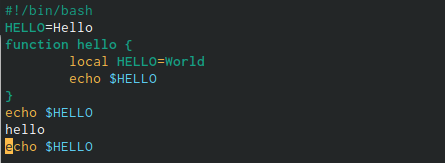 #!/bin/bash
HELLO=Hello
function hello {
        local HELLO=World
        echo $HELLO
}
echo $HELLO
hello
echo $HELLO